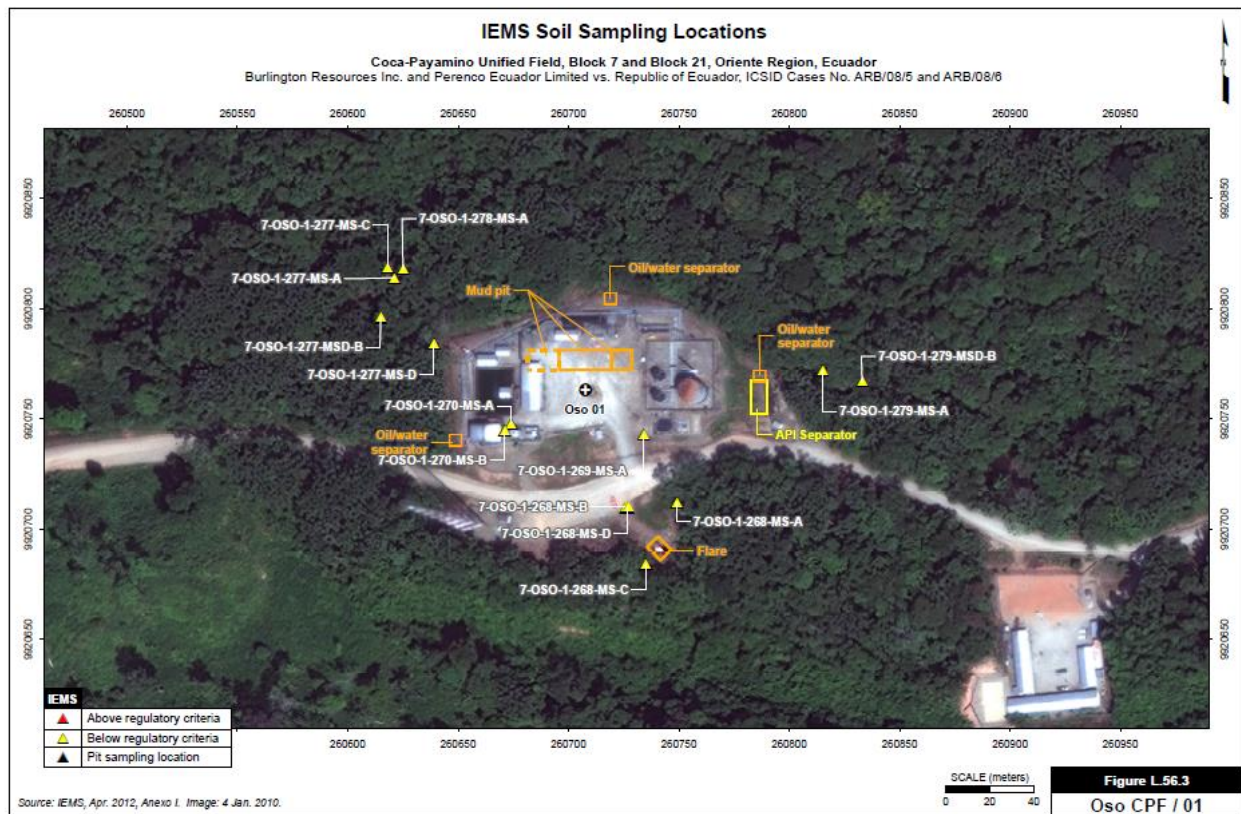 IEMS Soil Sampling Locations
Coca-Payamino Unified Field, Block 7 and Block 21, Oriente Region, Ecuador
Burlington Resources Inc. and Perenco Ecuador Limited vs. Republic of Ecuador, ICSID Cases No. ARB/08/5 and ARB/08/6
260500 260550 260600 260650 260700 260750 260800 260850 260900 260950
9920850 9920850
7-OSO-1-277-MS-C 7-OSO-1-278-MS-A
7-OSO-1-277-MS-A
Oil/water separator
Mud pit
9920800 9920800
7-OSO-1-277-MSD-B
Oil/water
separator
7-OSO-1-279-MSD-B
7-OSO-1-277-MS-D
7-OSO-1-270-MS-A
Oso 01
7-OSO-1-279-MS-A
9920750 9920750
Oil/water
separator
API Separator
7-OSO-1-270-MS-B
7-OSO-1-269-MS-A
7-OSO-1-268-MS-B
7-OSO-1-268-MS-A
9920700 9920700
7-OSO-1-268-MS-D
Flare
7-OSO-1-268-MS-C
9920650 9920650
IEMS
Above regulatory criteria
Below regulatory criteria
Pit sampling location
260600 260650 260700 260750 260800 260850 260900 260950
Source: IEMS, Apr. 2012, Anexo I. Image: 4 Jan. 2010.
SCALE (meters)
0 20 40
Figure L.56.3
Oso CPF / 01